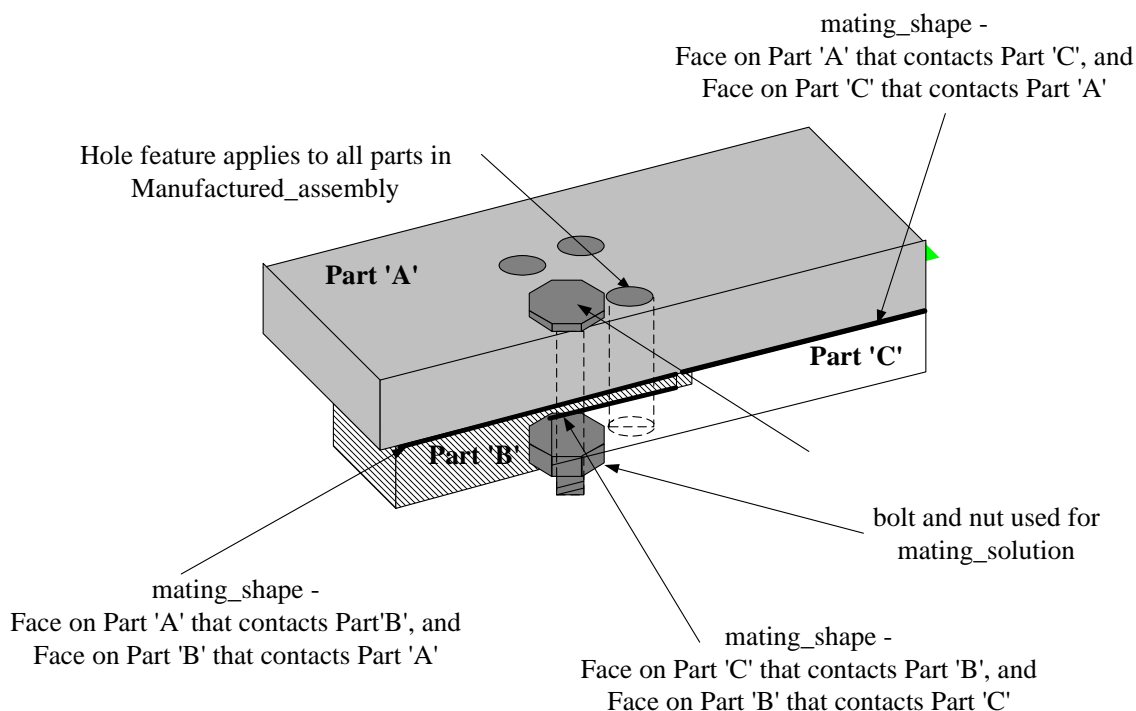 mating_shape -
Face on Part 'A' that contacts Part 'C', and
Face on Part 'C' that contacts Part 'A'
Hole feature applies to all parts in
Manufactured_assembly
Part 'A'
Part 'C'
Part 'B'
bolt and nut used for
mating_solution
mating_shape -
Face on Part 'A' that contacts Part'B', and
Face on Part 'B' that contacts Part 'A'
mating_shape -
Face on Part 'C' that contacts Part 'B', and
Face on Part 'B' that contacts Part 'C'